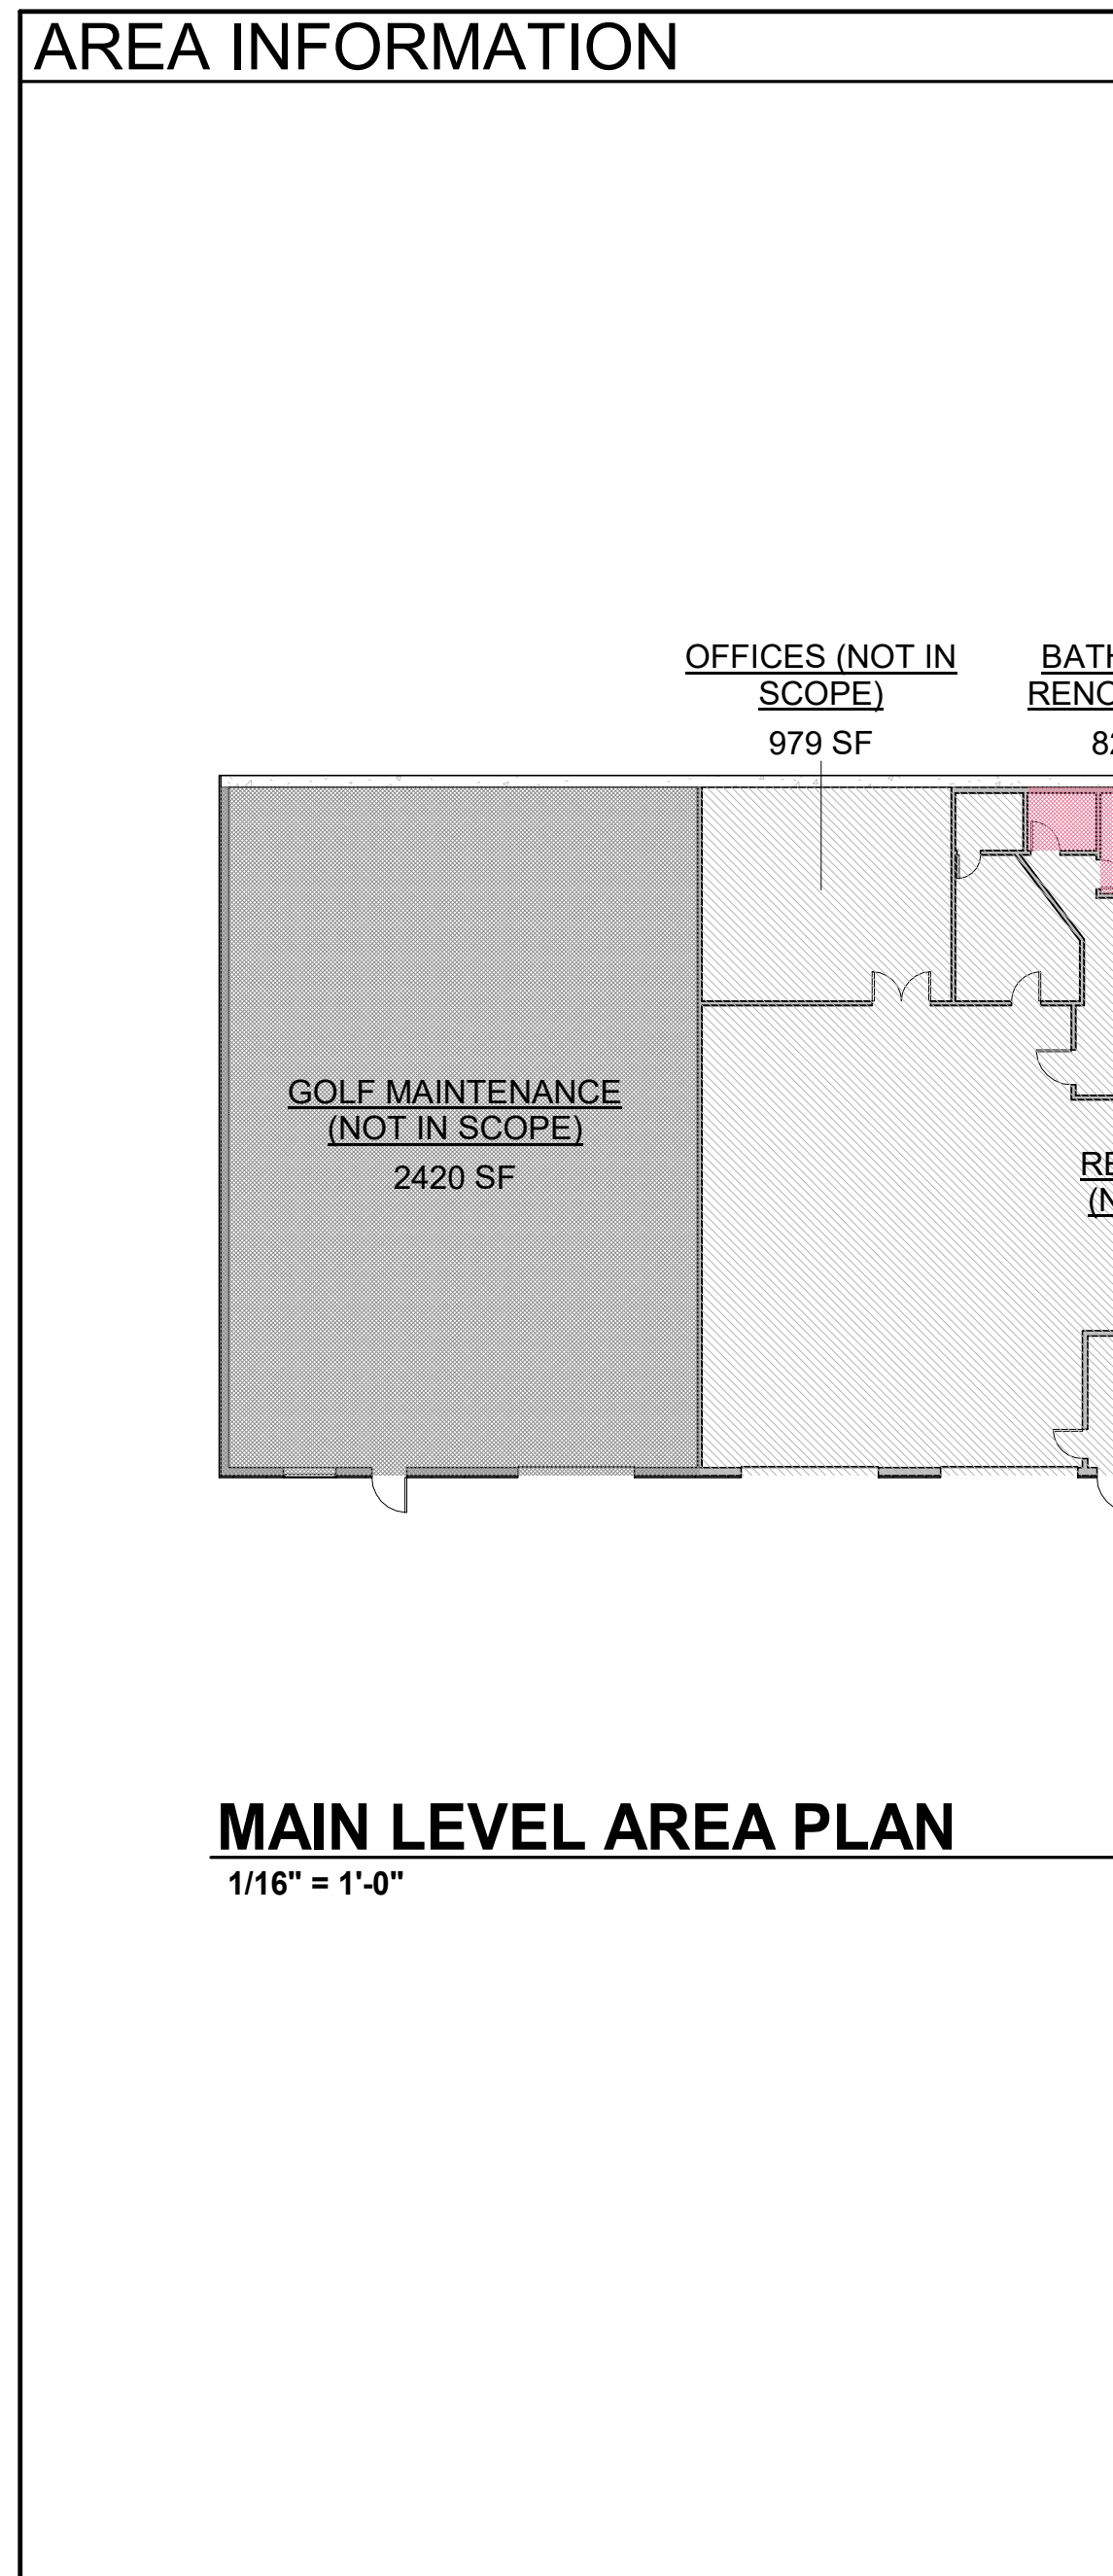 AREA INFORMATION
OFFICES (NOT IN
SCOPE)
979 SF
GOLF MAINTENANCE
(NOT IN SCOPE)
2420 SF
MAIN LEVEL AREA PLAN
1/16" = 1'-0"